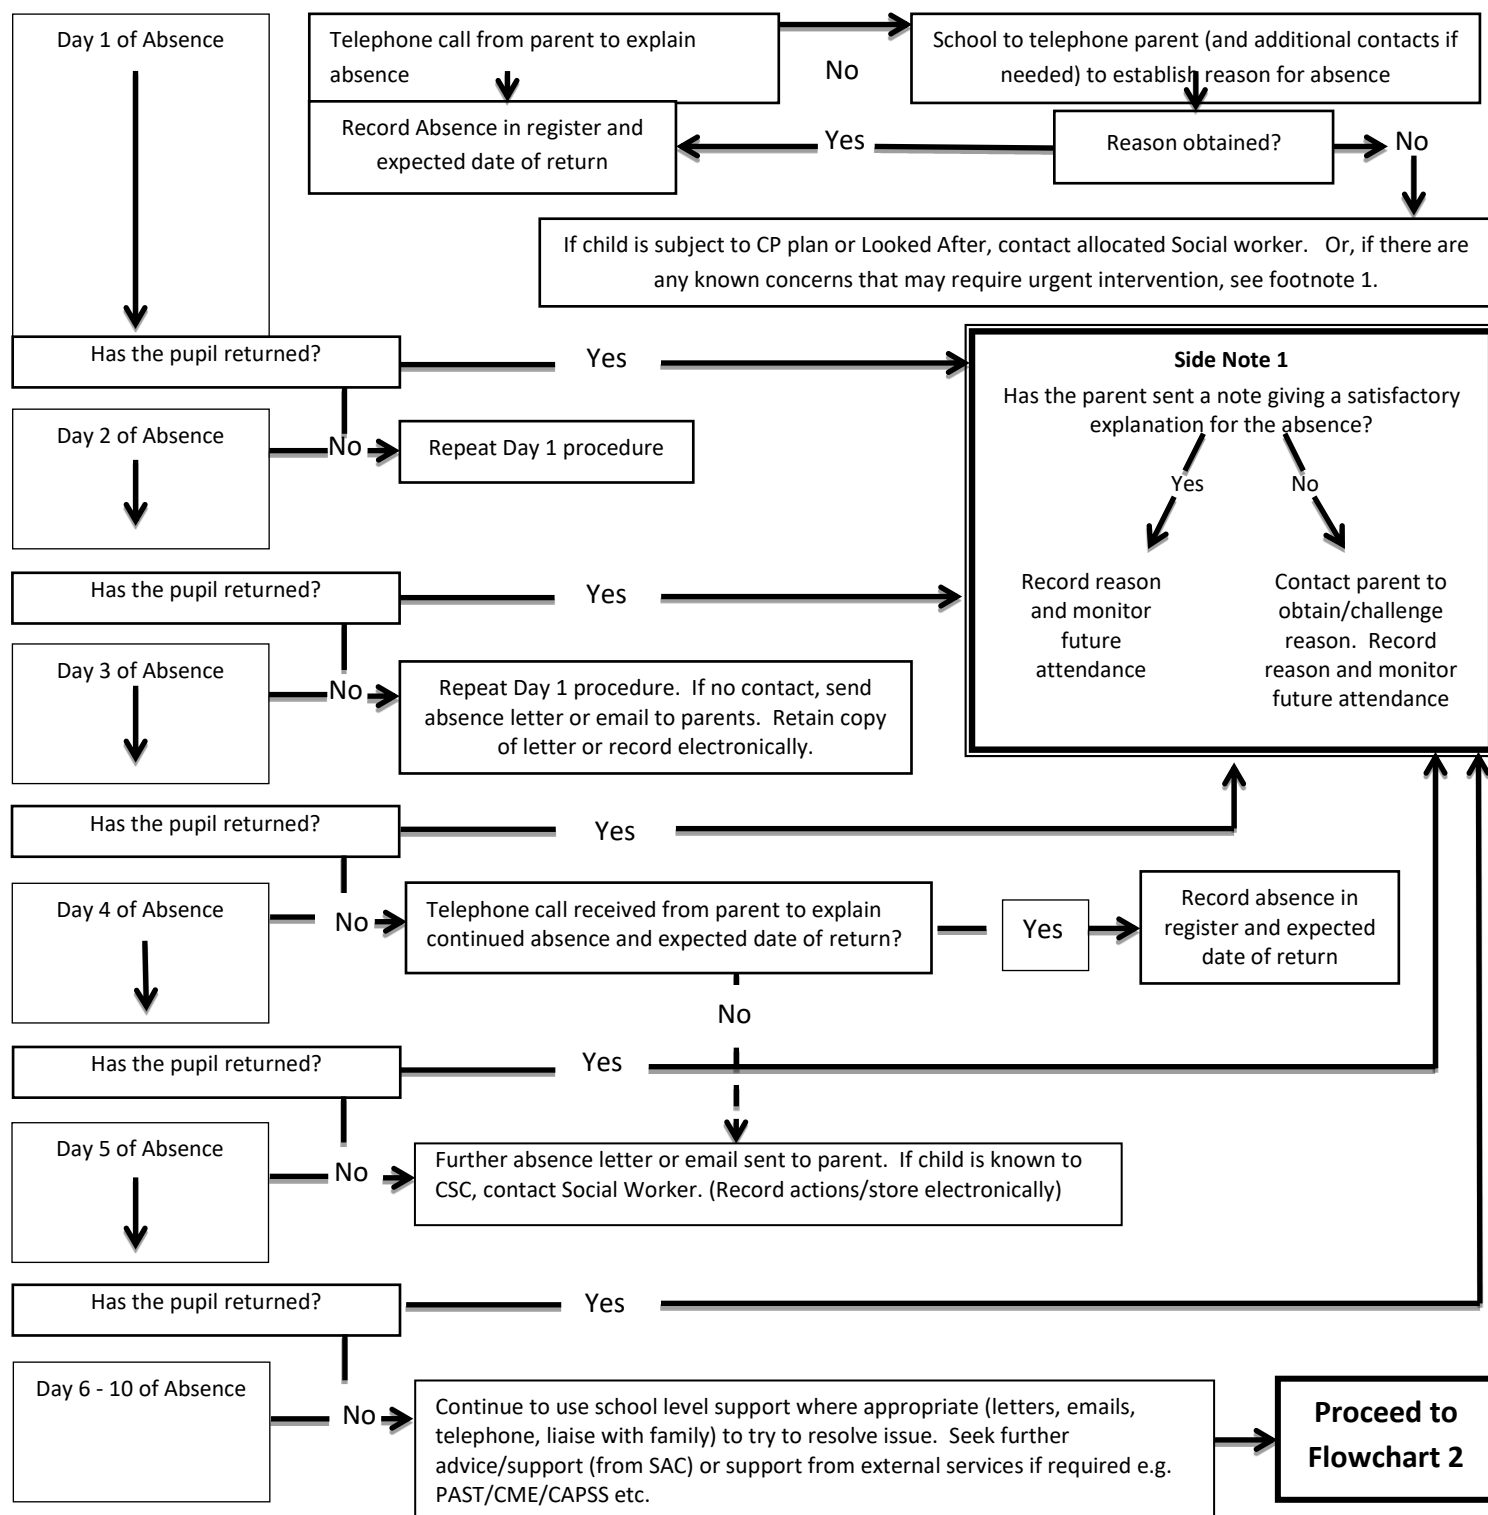 Day 1 of Absence
Telephone call from parent to explain
absence
No
School to telephone parent (and additional contacts if
needed) to establish reason for absence
Record Absence in register and
expected date of return
Yes
Reason obtained?
No
If child is subject to CP plan or Looked After, contact allocated Social worker. Or, if there are
any known concerns that may require urgent intervention, see footnote 1.
Has the pupil returned?
Yes
Side Note 1
Has the parent sent a note giving a satisfactory
explanation for the absence?
Yes
No
Record reason
and monitor
future
attendance
Contact parent to
obtain/challenge
reason. Record
reason and monitor
future attendance
Day 2 of Absence
No
Repeat Day 1 procedure
Has the pupil returned?
Yes
Day 3 of Absence
No
Repeat Day 1 procedure. If no contact, send
absence letter or email to parents. Retain copy
of letter or record electronically.
Has the pupil returned?
Yes
Day 4 of Absence
No
Telephone call received from parent to explain
continued absence and expected date of return?
Yes
Record absence in
register and expected
date of return
No
Has the pupil returned?
Yes
Day 5 of Absence
No
Further absence letter or email sent to parent. If child is known to
CSC, contact Social Worker. (Record actions/store electronically)
Has the pupil returned?
Yes
Day 6 - 10 of Absence
No
Continue to use school level support where appropriate (letters, emails,
telephone, liaise with family) to try to resolve issue. Seek further
advice/support (from SAC) or support from external services if required e.g.
PAST/CME/CAPSS etc.
Proceed to
Flowchart 2